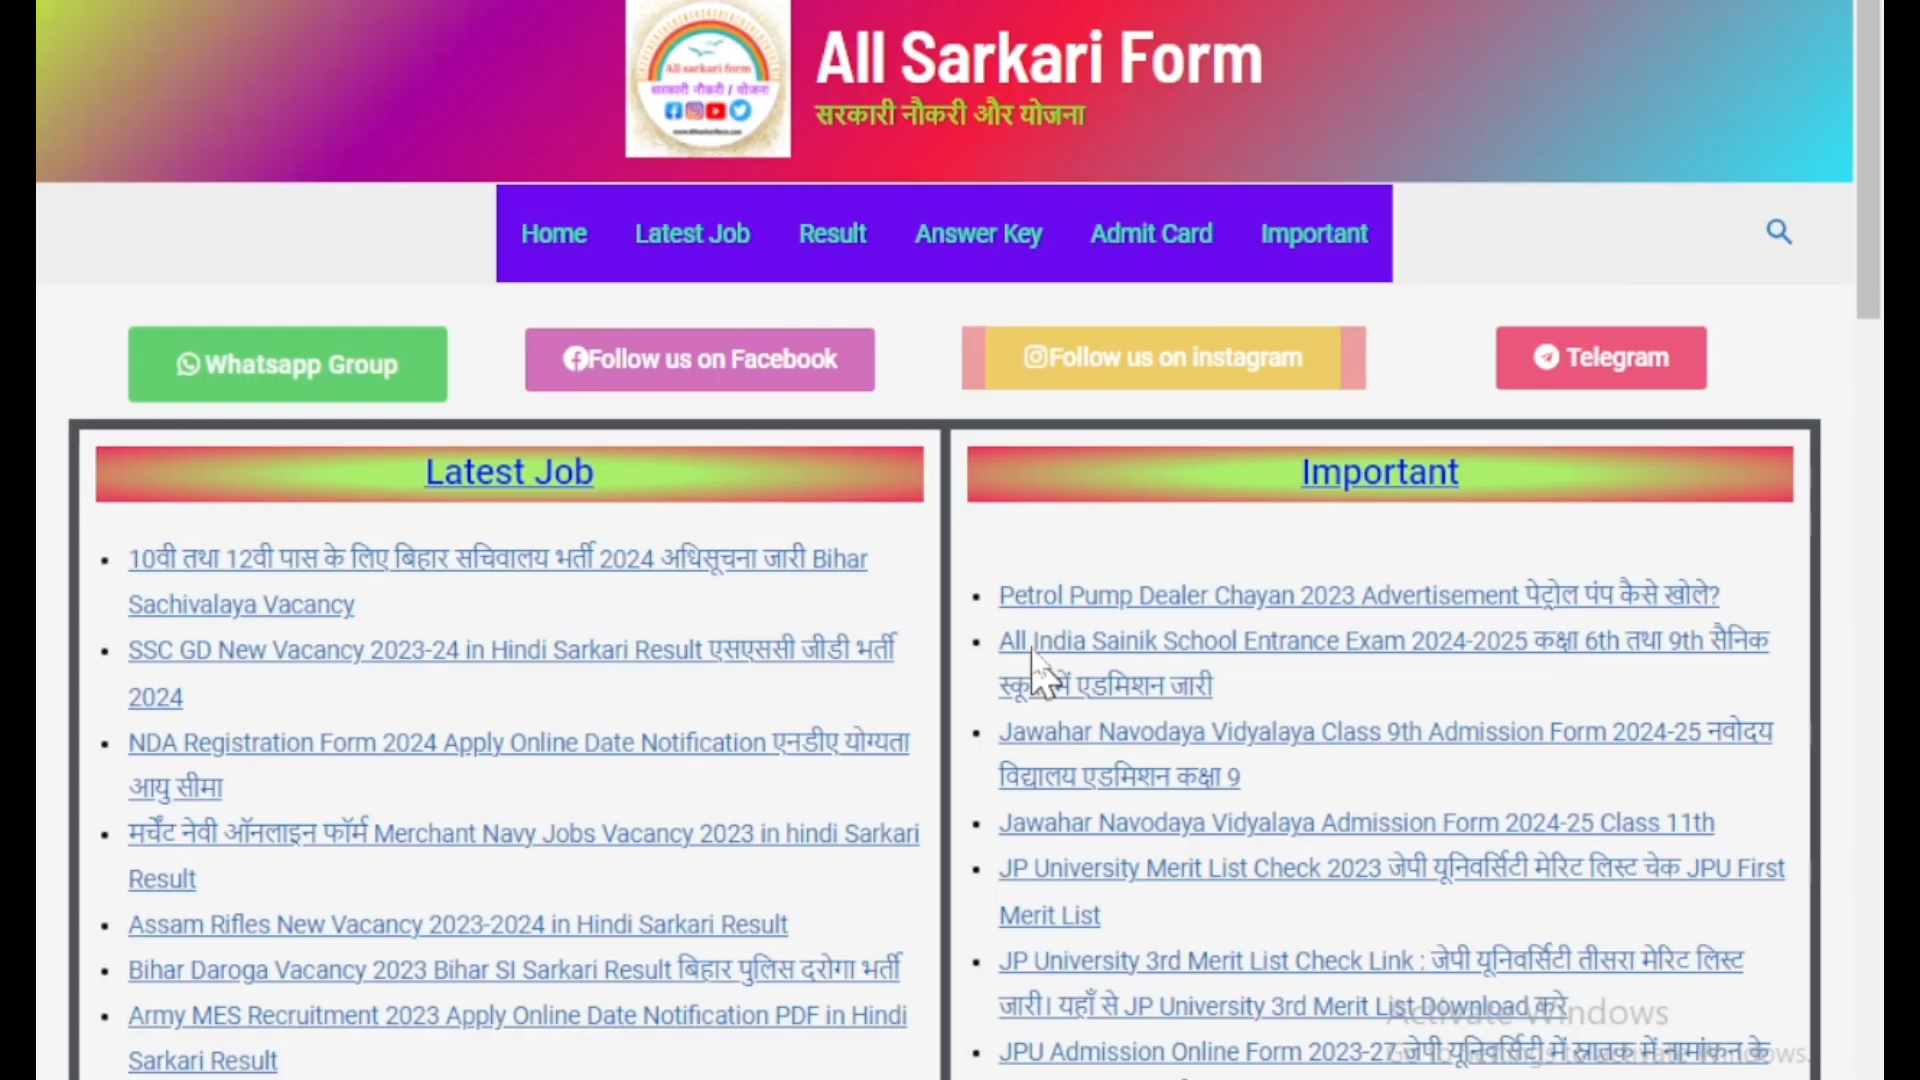 All sarkari form
सरकारी नौकरी / योजना
All Sarkari Form
सरकारी नौकरी और योजना
Home Latest Job Result Answer Key Admit Card Important
Whatsapp Group Follow us on Facebook Follow us on instagram Telegram
Latest Job
10वी तथा 12वी पास के लिए बिहार सचिवालय भर्ती 2024 अधिसूचना जारी Bihar
Sachivalaya Vacancy
SSC GD New Vacancy 2023-24 in Hindi Sarkari Result एसएससी जीडी भर्ती
2024
NDA Registration Form 2024 Apply Online Date Notification एनडीए योग्यता
आयु सीमा
मर्चेंट नेवी ऑनलाइन फॉर्म Merchant Navy Jobs Vacancy 2023 in hindi Sarkari
Result
Assam Rifles New Vacancy 2023-2024 in Hindi Sarkari Result
Bihar Daroga Vacancy 2023 Bihar SI Sarkari Result बिहार पुलिस दरोगा भर्ती
Army MES Recruitment 2023 Apply Online Date Notification PDF in Hindi
Sarkari Result
Important
Petrol Pump Dealer Chayan 2023 Advertisement पेट्रोल पंप कैसे खोले?
All India Sainik School Entrance Exam 2024-2025 कक्षा 6th तथा 9th सैनिक
में एडमिशन जारी
Jawahar Navodaya Vidyalaya Class 9th Admission Form 2024-25 नवोदय
विद्यालय एडमिशन कक्षा 9
Jawahar Navodaya Vidyalaya Admission Form 2024-25 Class 11th
JP University Merit List Check 2023 जेपी यूनिवर्सिटी मेरिट लिस्ट चेक JPU First
Merit List
JP University 3rd Merit List Check Link : जेपी यूनिवर्सिटी तीसरा मेरिट लिस्ट
जारी। यहाँ से JP University 3rd Merit List Download करे
Activate Windows
JPU Admission Online Form 2023-27 जेपी यूनिवर्सिटी में स्नातक में नामांकन के